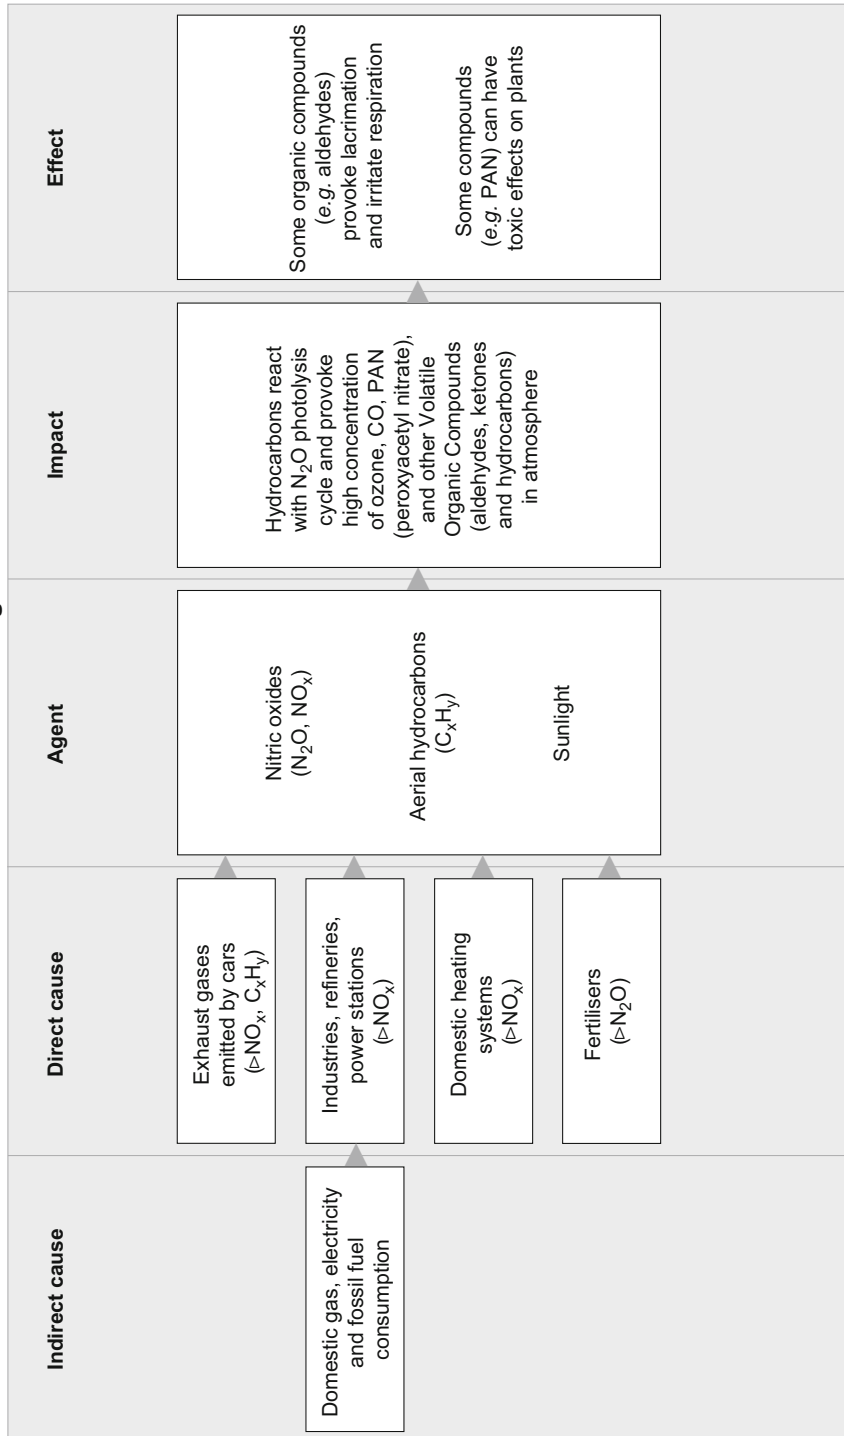 Indirect cause
Direct cause
Agent
Impact
Effect
Domestic gas, electricity
and fossil fuel
consumption
Exhaust gases
emitted by cars
(▹NOₓ, CₓHᵧ)
Industries, refineries,
power stations
(▹NOₓ)
Domestic heating
systems
(▹NOₓ)
Fertilisers
(▹N₂O)
Nitric oxides
(N₂O, NOₓ)
Aerial hydrocarbons
(CₓHᵧ)
Sunlight
Hydrocarbons react
with N₂O photolysis
cycle and provoke
high concentration
of ozone, CO, PAN
(peroxyacetyl nitrate),
and other Volatile
Organic Compounds
(aldehydes, ketones
and hydrocarbons)
in atmosphere
Some organic compounds
(e.g. aldehydes)
provoke lacrimation
and irritate respiration
Some compounds
(e.g. PAN) can have
toxic effects on plants